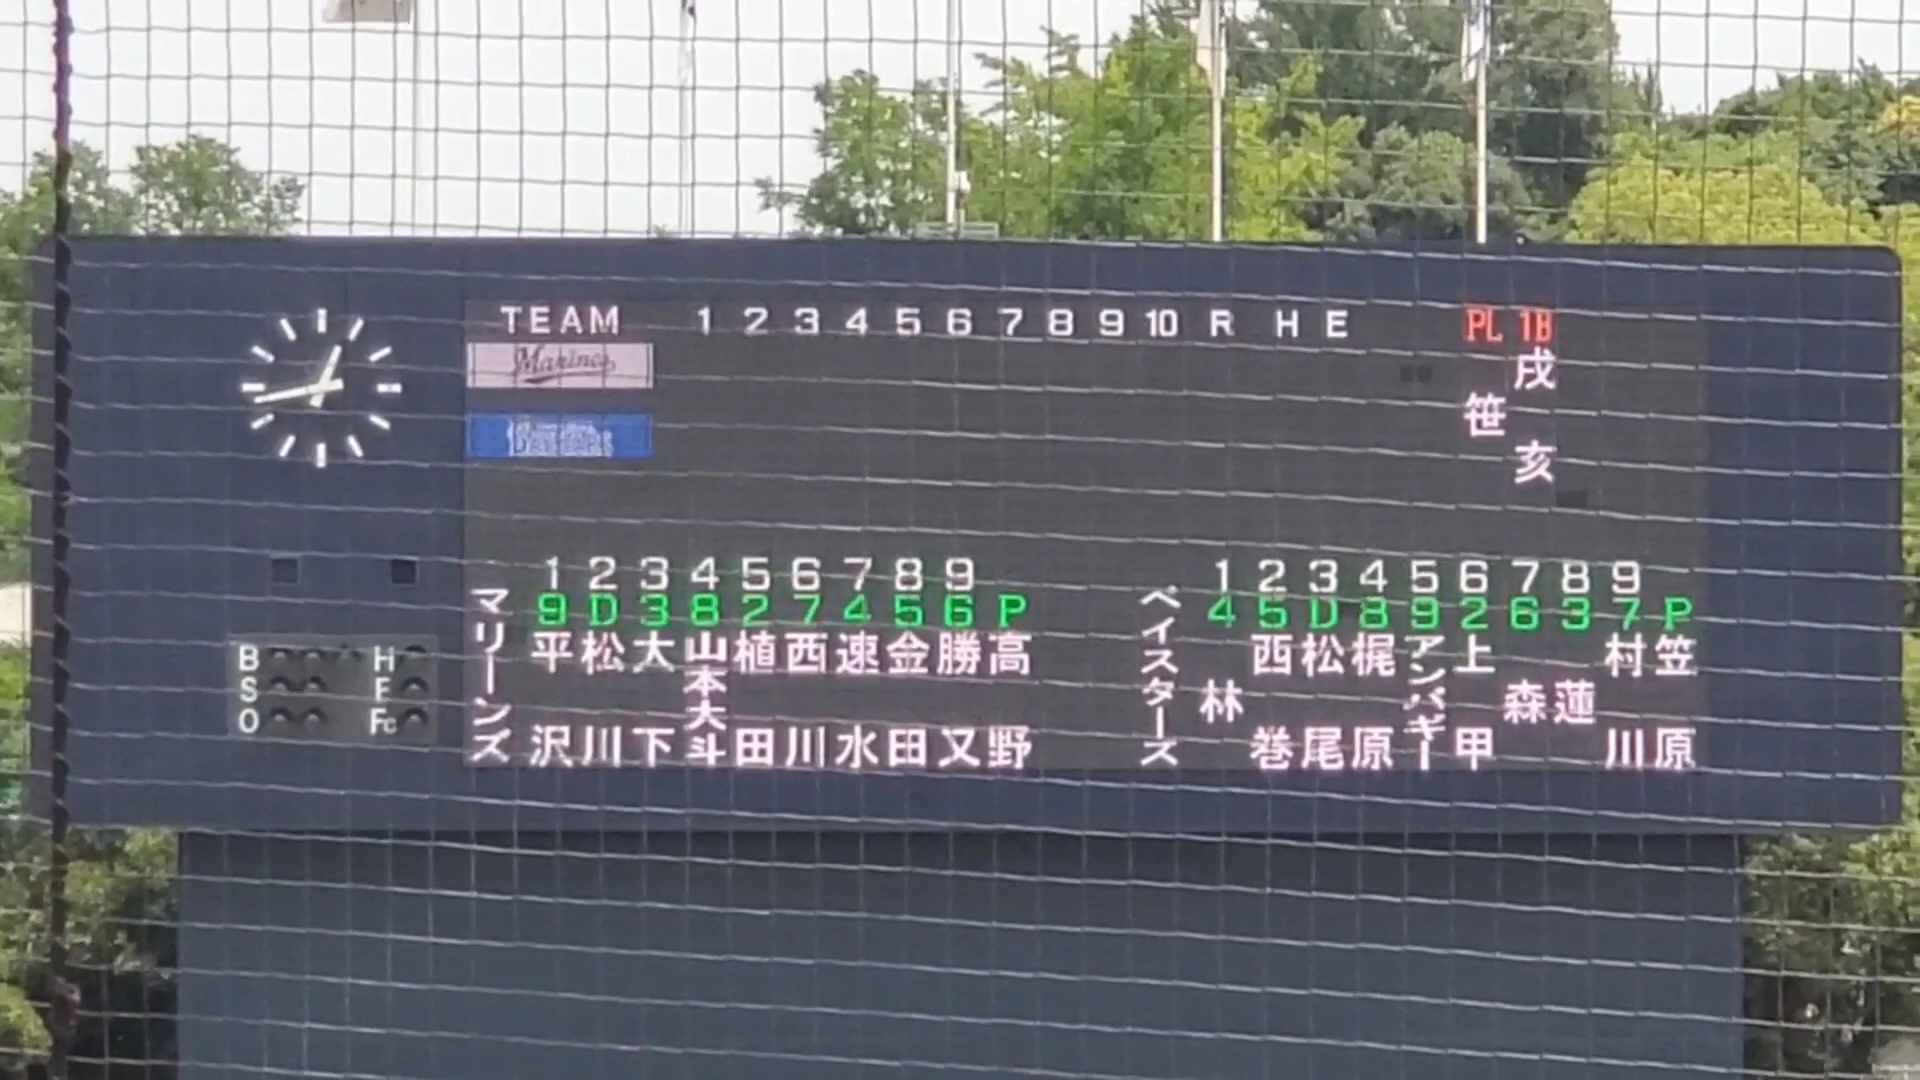 TEAM 1 2 3 4 5 6 7 8 9 10 R H E PL 1B
Marines
笹 戌亥
1 2 3 4 5 6 7 8 9
9 D 3 8 2 7 4 5 6 P
マリーンズ 平沢 松川 大下 山本大斗 植田 西川 速水 金田 勝又 高野
1 2 3 4 5 6 7 8 9
4 5 D 8 9 2 6 3 7 P
ベイスターズ 林 西巻 松尾 梶原 アンバギー 上甲 森 蓮 村川 笠原
B H
S E
O Fc